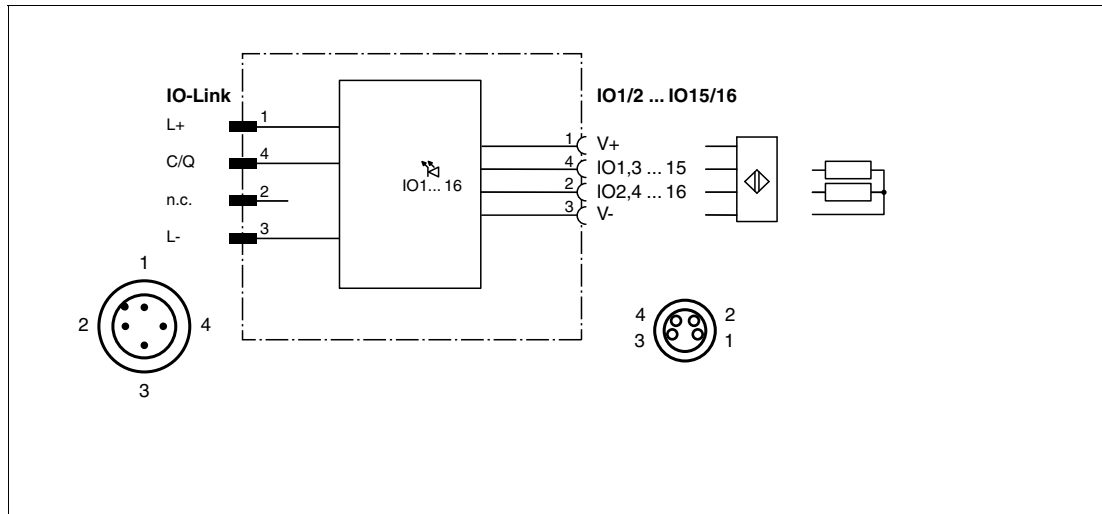 IO-Link
L+
1
C/Q
4
n.c.
2
L-
3
IO1... 16
IO1/2 ... IO15/16
1 V+
4 IO1,3 ... 15
2 IO2,4 ... 16
3 V-
1
2 4
3
4 2
3 1